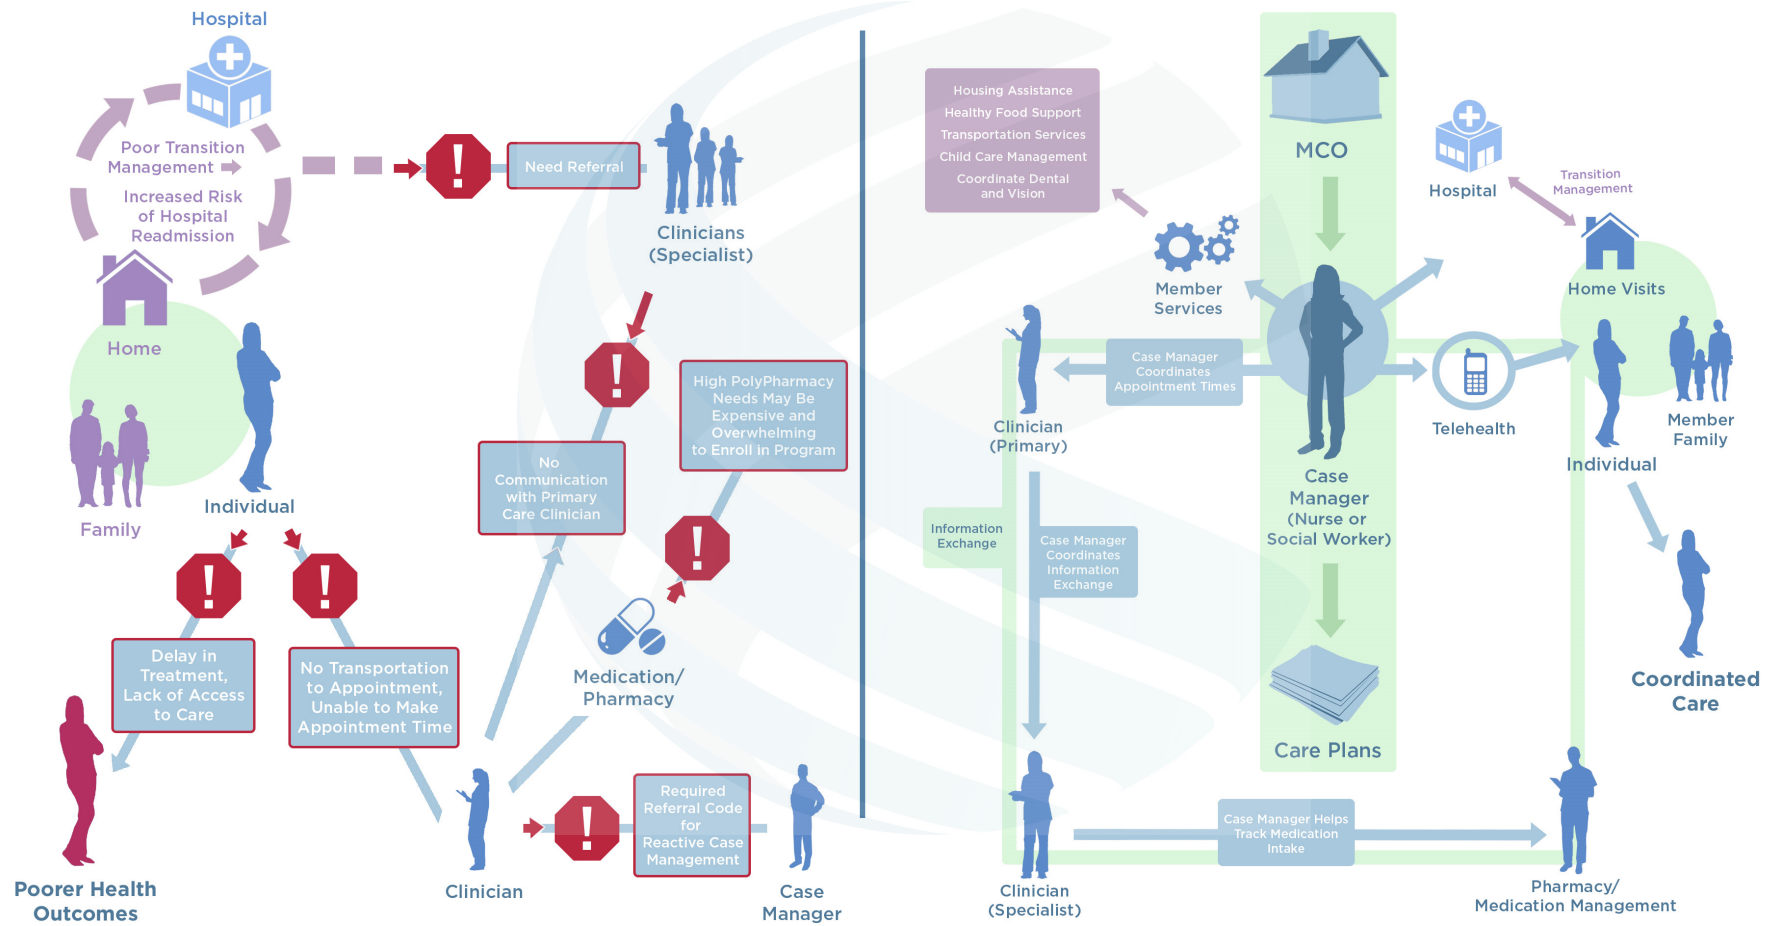 Hospital
Poor Transition
Management
Increased Risk
of Hospital
Readmission
Home
Family
Individual
Need Referral
Clinicians
(Specialist)
No
Communication
with Primary
Care Clinician
High PolyPharmacy
Needs May Be
Expensive and
Overwhelming
to Enroll in Program
Medication/
Pharmacy
Delay in
Treatment,
Lack of Access
to Care
No Transportation
to Appointment,
Unable to Make
Appointment Time
Poorer Health
Outcomes
Clinician
Required
Referral Code
for
Reactive Case
Management
Case
Manager
Housing Assistance
Healthy Food Support
Transportation Services
Child Care Management
Coordinate Dental
and Vision
Member
Services
MCO
Hospital
Transition
Management
Home Visits
Clinician
(Primary)
Case Manager
Coordinates
Appointment Times
Telehealth
Individual
Member
Family
Case
Manager
(Nurse or
Social Worker)
Information
Exchange
Case Manager
Coordinates
Information
Exchange
Care Plans
Coordinated
Care
Clinician
(Specialist)
Case Manager Helps
Track Medication
Intake
Pharmacy/
Medication Management